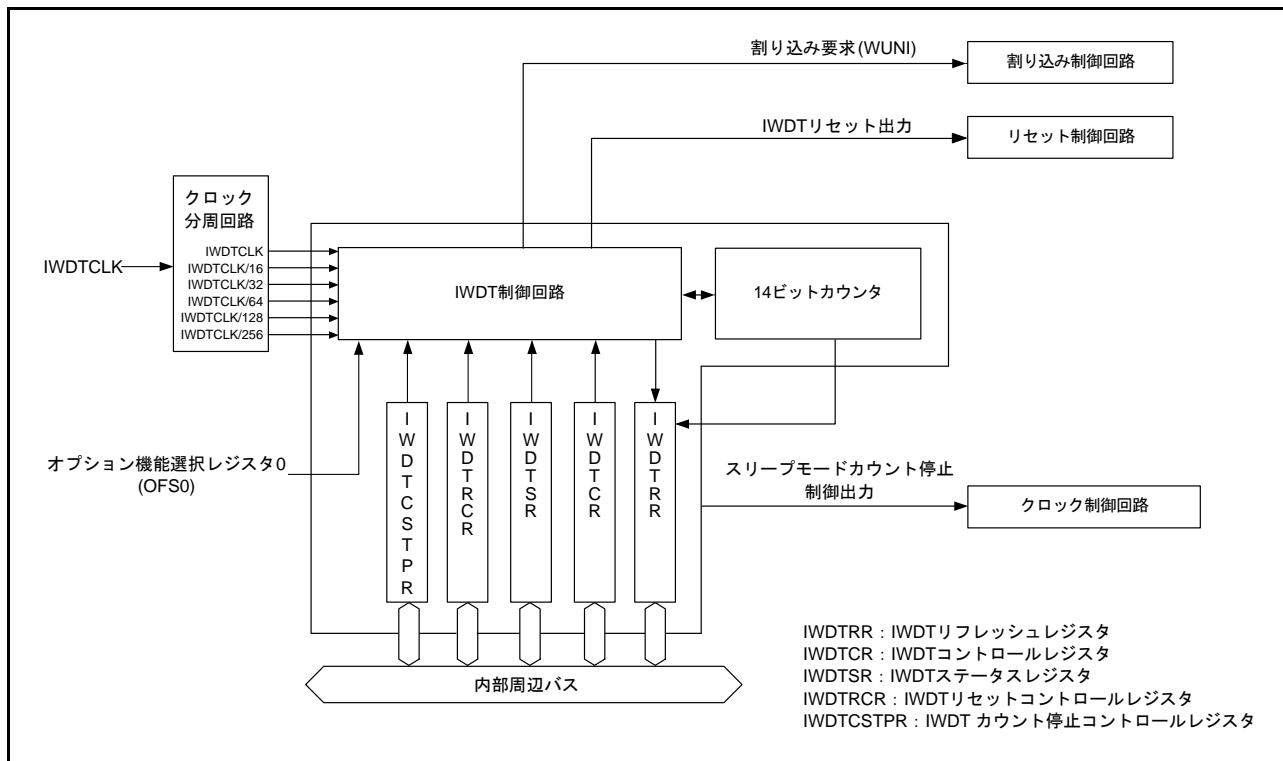 割り込み要求(WUNI)
割り込み制御回路
IWDTリセット出力
リセット制御回路
クロック
分周回路
IWDTCLK
IWDTCLK
IWDTCLK/16
IWDTCLK/32
IWDTCLK/64
IWDTCLK/128
IWDTCLK/256
IWDT制御回路
14ビットカウンタ
オプション機能選択レジスタ0
(OFS0)
IWDTCSTPR
IWDTRCR
IWDTSR
IWDTCR
IWDTRR
スリープモードカウント停止
制御出力
クロック制御回路
内部周辺バス
IWDTRR：IWDTリフレッシュレジスタ
IWDTCR：IWDTコントロールレジスタ
IWDTSR：IWDTステータスレジスタ
IWDTRCR：IWDTリセットコントロールレジスタ
IWDTCSTPR：IWDT カウント停止コントロールレジスタ